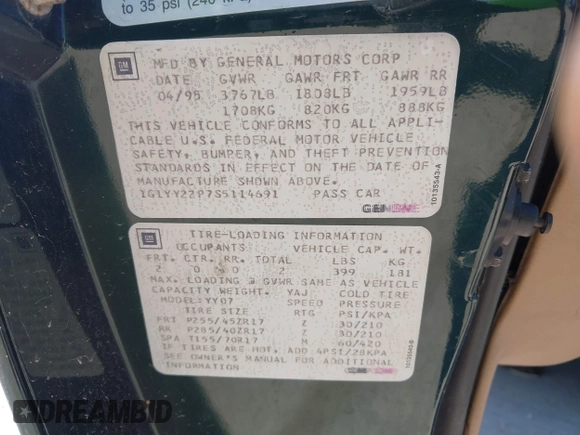 to 35 psi (240
GM
MFD BY GENERAL MOTORS CORP
DATE GVWR GAWR FRT GAWR RR
04/95 3767LB 1808LB 1959LB
1708KG 820KG 888KG
THIS VEHICLE CONFORMS TO ALL APPLI-
CABLE U.S. FEDERAL MOTOR VEHICLE
SAFETY, BUMPER, AND THEFT PREVENTION
STANDARDS IN EFFECT ON THE DATE OF
MANUFACTURE SHOWN ABOVE.
1G1YY22P7S5114691 PASS CAR
GENUINE
10135543-A
GM
TIRE-LOADING INFORMATION
OCCUPANTS VEHICLE CAP. WT.
FRT. CTR. RR. TOTAL LBS KG
2 0 0 2 399 181
MAX. LOADING @ GVWR SAME AS VEHICLE
CAPACITY WEIGHT. YAJ COLD TIRE
MODEL:YY07 SPEED PRESSURE
TIRE SIZE RTG PSI/KPA
FRT P255/45ZR17 Z 30/210
RR P285/40ZR17 Z 30/210
SPA T155/70R17 M 60/420
IF TIRES ARE HOT, ADD 4PSI/28KPA
SEE OWNER'S MANUAL FOR ADDITIONAL
INFORMATION
DREAMBID